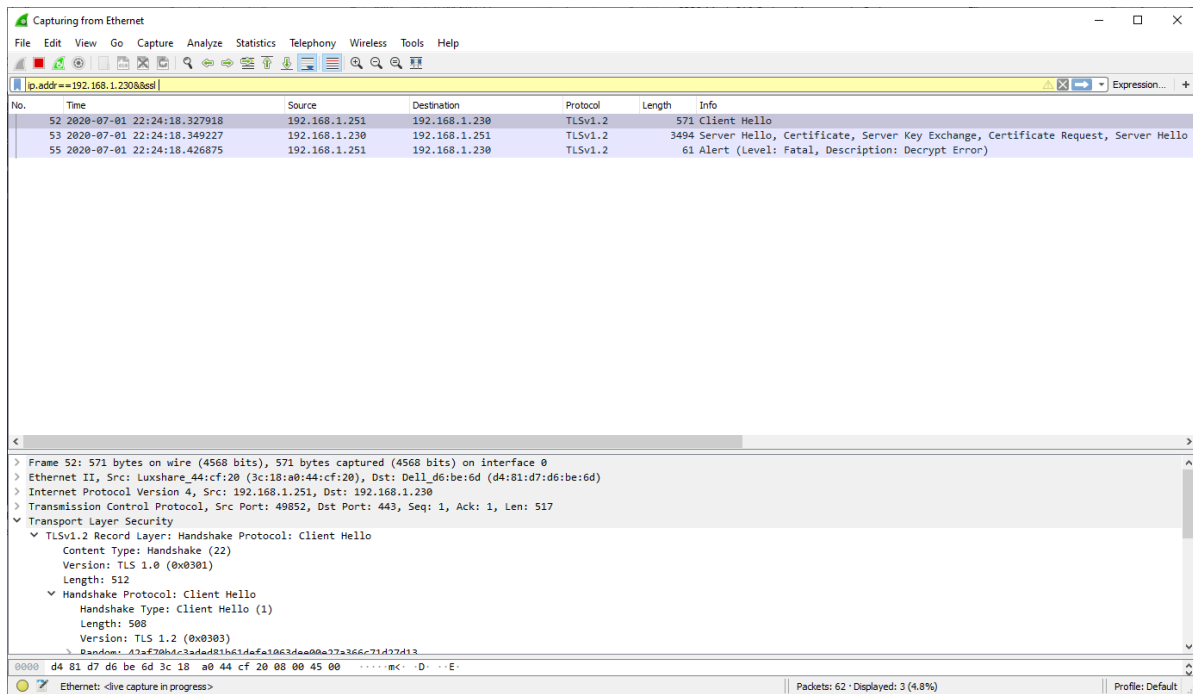 Capturing from Ethernet
File Edit View Go Capture Analyze Statistics Telephony Wireless Tools Help
ip.addr==192.168.1.230&&ssl Expression... +
No. Time Source Destination Protocol Length Info
52 2020-07-01 22:24:18.327918 192.168.1.251 192.168.1.230 TLSv1.2 571 Client Hello
53 2020-07-01 22:24:18.349227 192.168.1.230 192.168.1.251 TLSv1.2 3494 Server Hello, Certificate, Server Key Exchange, Certificate Request, Server Hello
55 2020-07-01 22:24:18.426875 192.168.1.251 192.168.1.230 TLSv1.2 61 Alert (Level: Fatal, Description: Decrypt Error)
> Frame 52: 571 bytes on wire (4568 bits), 571 bytes captured (4568 bits) on interface 0
> Ethernet II, Src: Luxshare_44:cf:20 (3c:18:a0:44:cf:20), Dst: Dell_d6:be:6d (d4:81:d7:d6:be:6d)
> Internet Protocol Version 4, Src: 192.168.1.251, Dst: 192.168.1.230
> Transmission Control Protocol, Src Port: 49852, Dst Port: 443, Seq: 1, Ack: 1, Len: 517
Transport Layer Security
TLSv1.2 Record Layer: Handshake Protocol: Client Hello
Content Type: Handshake (22)
Version: TLS 1.0 (0x0301)
Length: 512
Handshake Protocol: Client Hello
Handshake Type: Client Hello (1)
Length: 508
Version: TLS 1.2 (0x0303)
> Random: 42af70b4c3aded81b61defe1063dee00e27a366c71d27d13
0000 d4 81 d7 d6 be 6d 3c 18 a0 44 cf 20 08 00 45 00 ·····m<· ·D· ··E·
Ethernet: <live capture in progress> Packets: 62 · Displayed: 3 (4.8%) Profile: Default